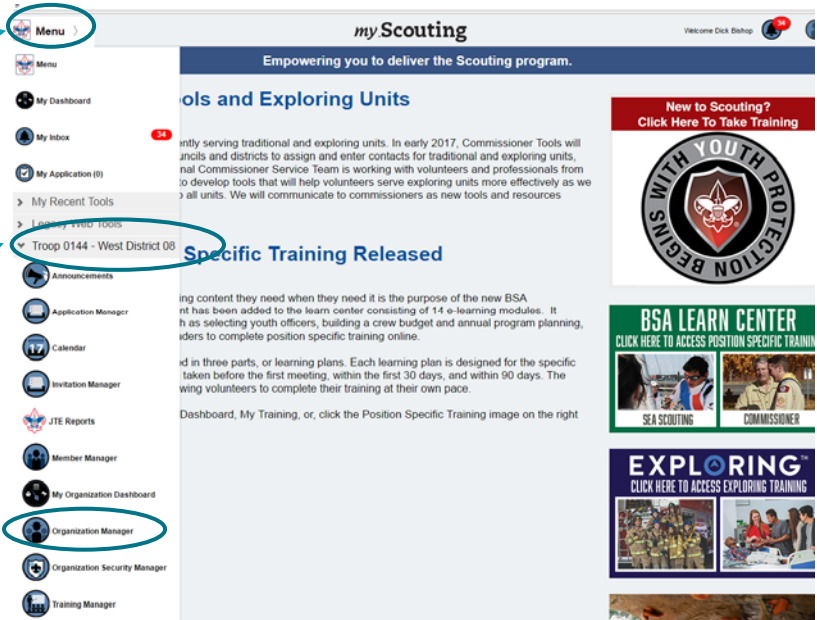 Menu
my.Scouting
Welcome Dick Bishop
34
Menu
Empowering you to deliver the Scouting program.
My Dashboard
My Inbox
34
My Application (0)
My Recent Tools
Legacy Web Tools
Troop 0144 - West District 08
Announcements
Application Manager
17
Calendar
Invitation Manager
JTE Reports
Member Manager
My Organization Dashboard
Organization Manager
Organization Security Manager
Training Manager
ols and Exploring Units
ently serving traditional and exploring units. In early 2017, Commissioner Tools will
uncils and districts to assign and enter contacts for traditional and exploring units,
nal Commissioner Service Team is working with volunteers and professionals from
to develop tools that will help volunteers serve exploring units more effectively as we
all units. We will communicate to commissioners as new tools and resources
Specific Training Released
ing content they need when they need it is the purpose of the new BSA
nt has been added to the learn center consisting of 14 e-learning modules. It
h as selecting youth officers, building a crew budget and annual program planning,
ders to complete position specific training online.
ed in three parts, or learning plans. Each learning plan is designed for the specific
taken before the first meeting, within the first 30 days, and within 90 days. The
wing volunteers to complete their training at their own pace.
Dashboard, My Training, or, click the Position Specific Training image on the right
New to Scouting?
Click Here To Take Training
YOUTH PROTECTION BEGINS WITH YOU
BSA LEARN CENTER
CLICK HERE TO ACCESS POSITION SPECIFIC TRAININ
SEA SCOUTING
COMMISSIONER
EXPLORING™
CLICK HERE TO ACCESS EXPLORING TRAINING